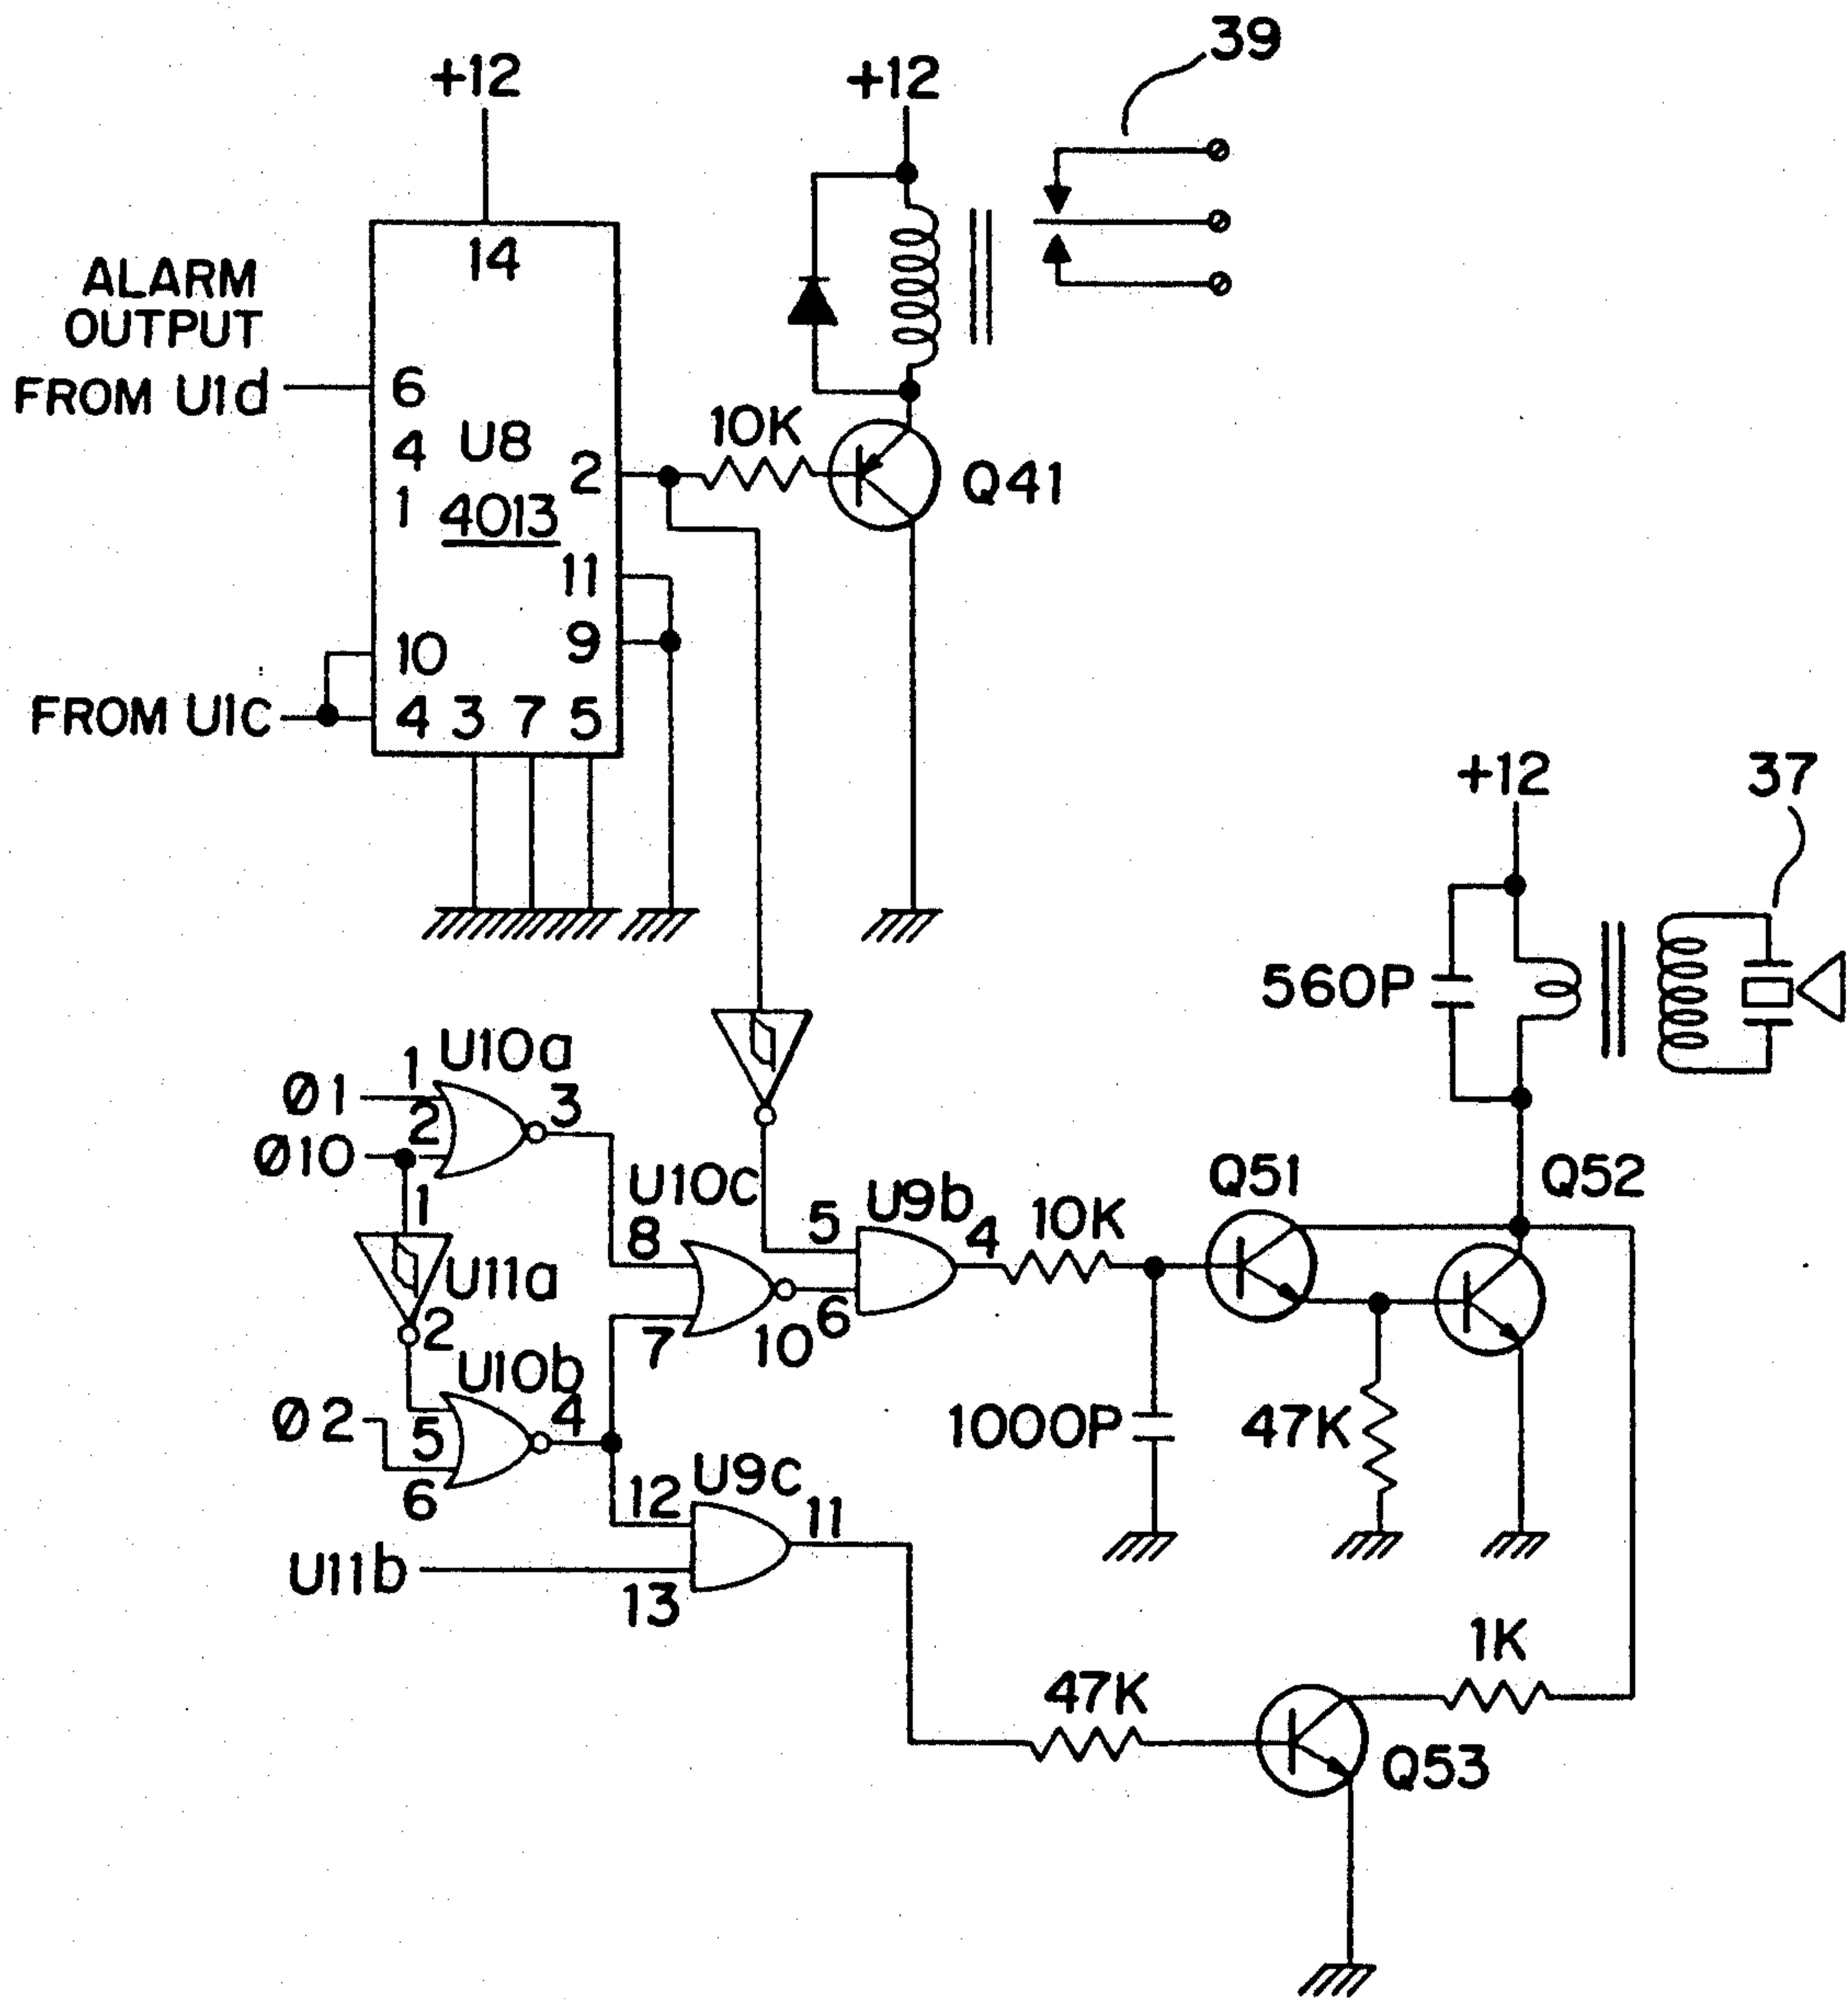 39
+12
+12
14
ALARM
OUTPUT
FROM U1d
6
4
1
U8
4013
2
11
9
10K
Q41
10
FROM U1C
4 3 7 5
+12
37
560P
U10a
Ø1
1
2
3
Ø10
1
U11a
2
U10b
Ø2
5
6
4
U10C
8
7
10
5
6
U9b
4
10K
Q51
Q52
1000P
47K
U9C
12
13
11
U11b
1K
47K
Q53